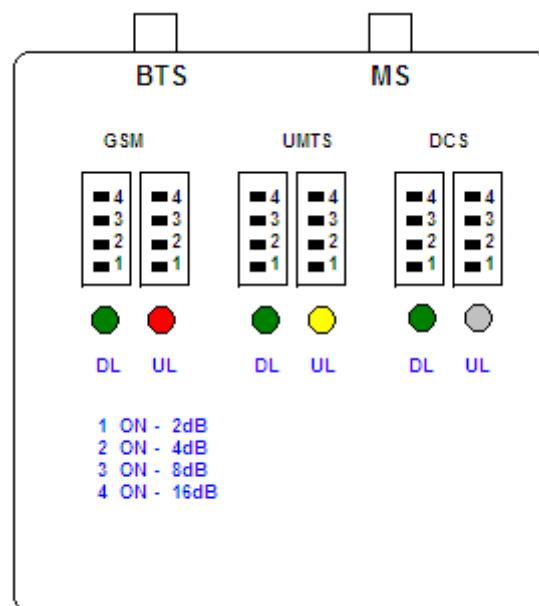 BTS MS
GSM UMTS DCS
4 4 4 4 4 4
3 3 3 3 3 3
2 2 2 2 2 2
1 1 1 1 1 1
DL UL DL UL DL UL
1 ON - 2dB
2 ON - 4dB
3 ON - 8dB
4 ON - 16dB